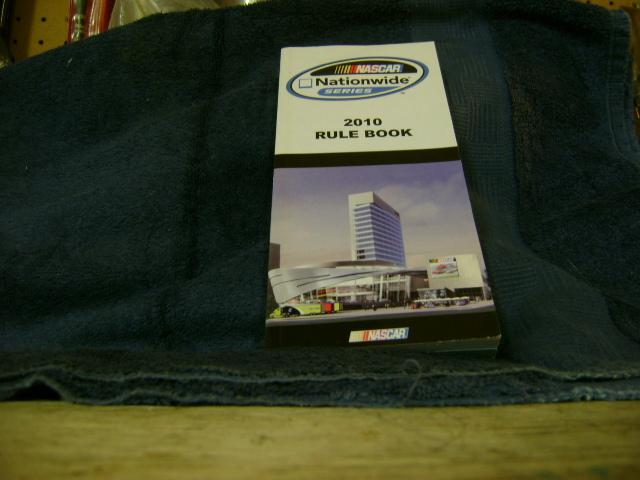 NASCAR
Nationwide
SERIES
2010
RULE BOOK
NASCAR